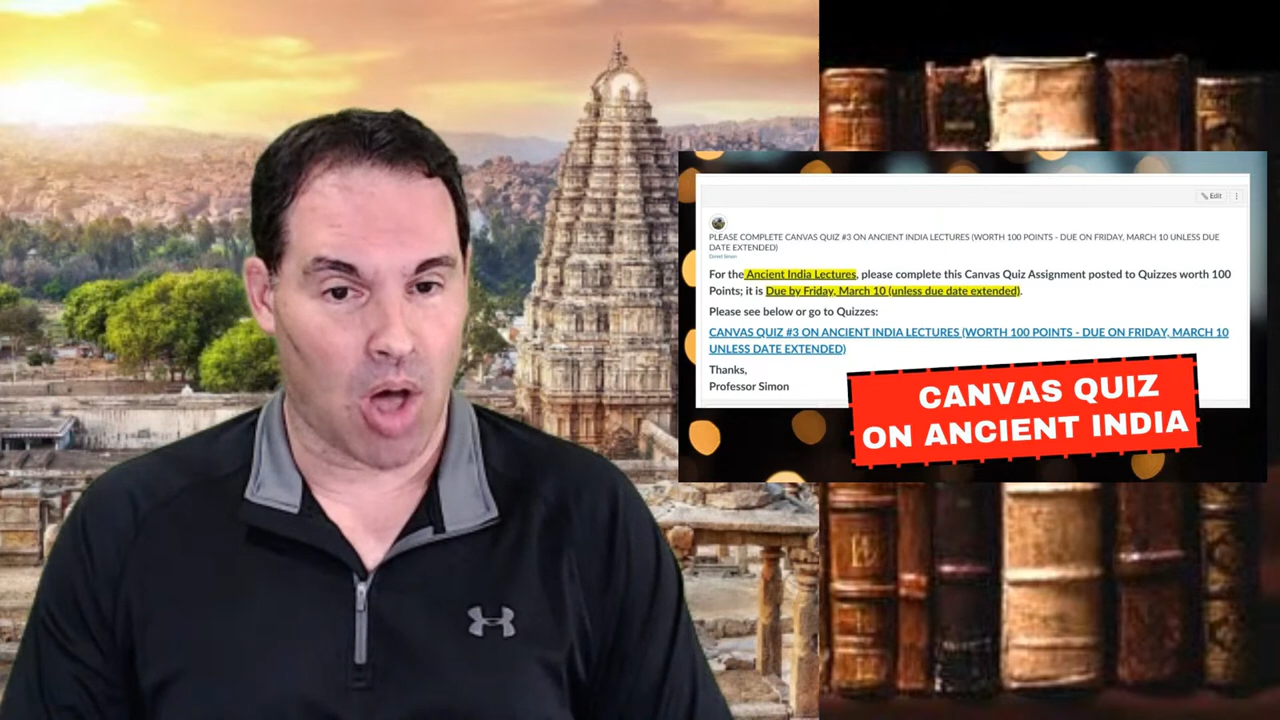 Edit
PLEASE COMPLETE CANVAS QUIZ #3 ON ANCIENT INDIA LECTURES (WORTH 100 POINTS - DUE ON FRIDAY, MARCH 10 UNLESS DUE
DATE EXTENDED)
Daniel Simon
For the Ancient India Lectures, please complete this Canvas Quiz Assignment posted to Quizzes worth 100
Points; it is Due by Friday, March 10 (unless due date extended).
Please see below or go to Quizzes:
CANVAS QUIZ #3 ON ANCIENT INDIA LECTURES (WORTH 100 POINTS - DUE ON FRIDAY, MARCH 10
UNLESS DATE EXTENDED)
Thanks,
Professor Simon
CANVAS QUIZ
ON ANCIENT INDIA